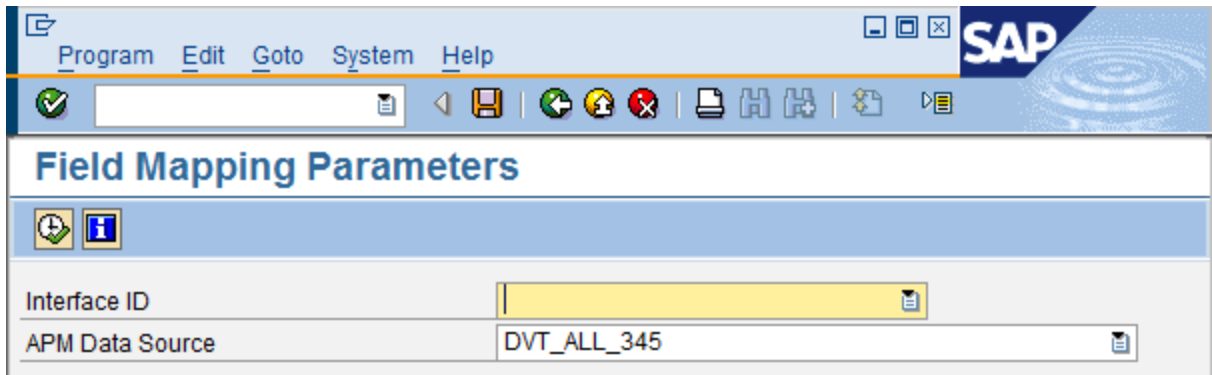 Program Edit Goto System Help
SAP
Field Mapping Parameters
Interface ID
APM Data Source DVT_ALL_345